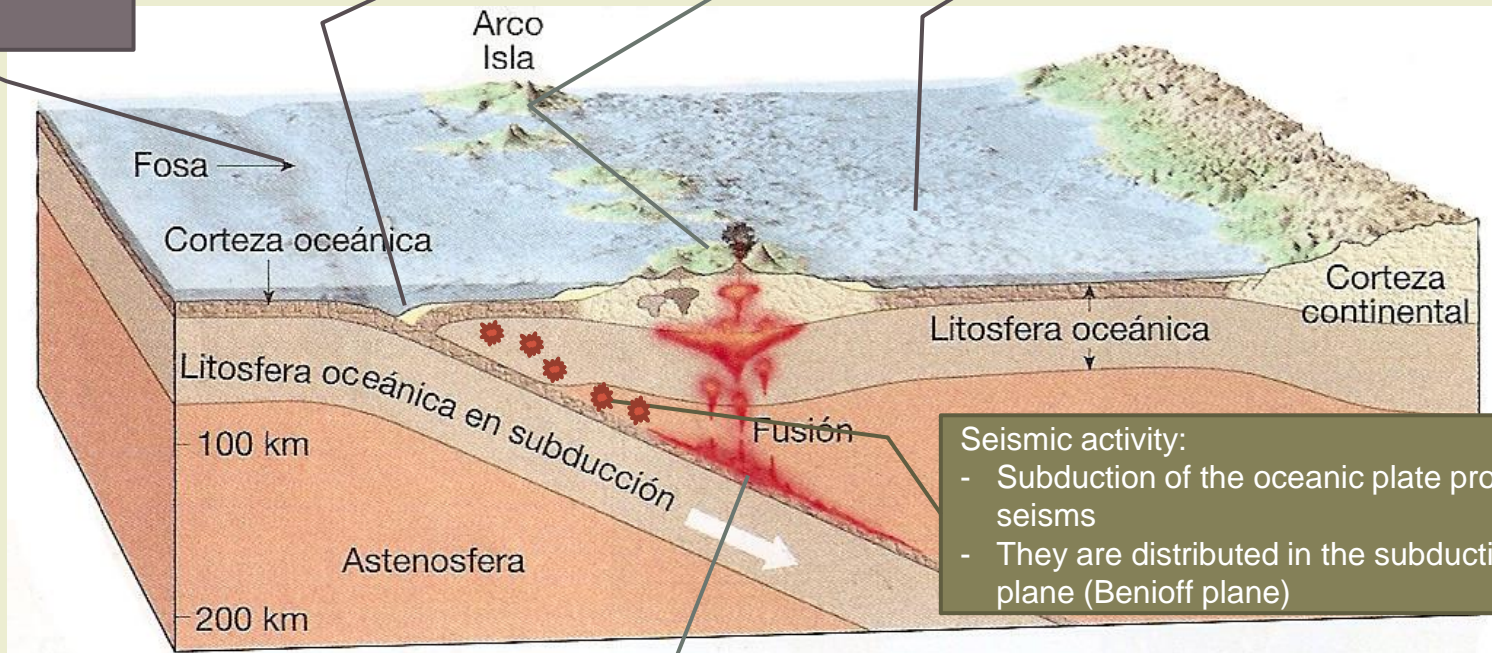 Arco
Isla
Fosa
Corteza oceánica
Corteza
continental
Litosfera oceánica
Litosfera oceánica en subducción
100 km
Fusión
Seismic activity:
- Subduction of the oceanic plate pro
seisms
- They are distributed in the subducti
plane (Benioff plane)
Astenosfera
200 km